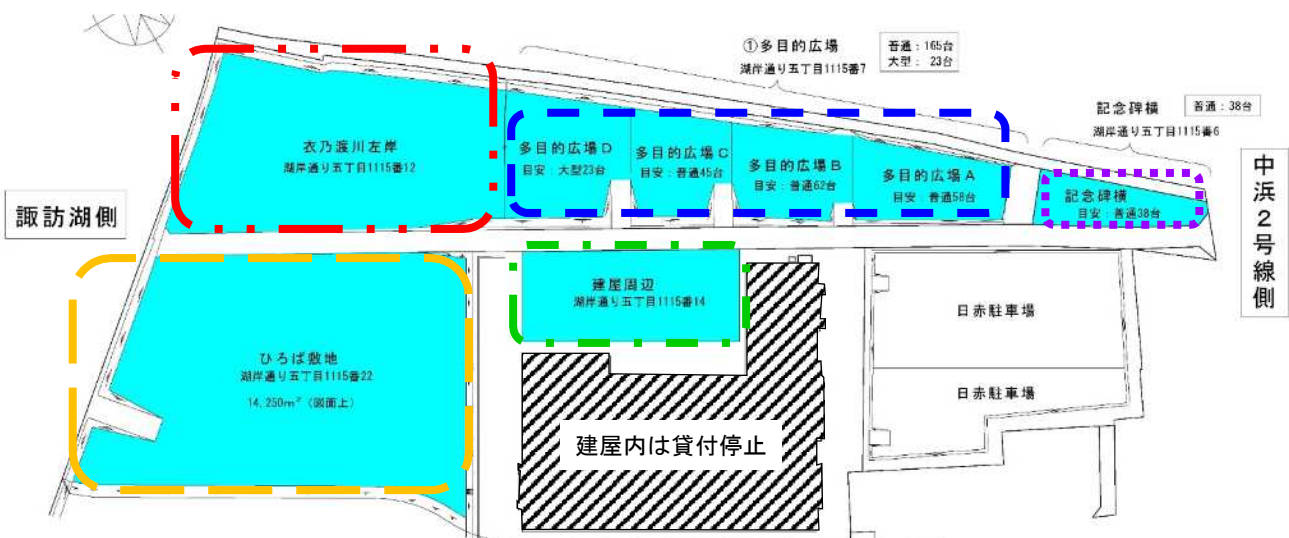 ①多目的広場
湖岸通り五丁目1115番7
普通：165台
大型： 23台
記念碑横
普通：38台
湖岸通り五丁目1115番6
中浜２号線側
諏訪湖側
衣乃渡川左岸
湖岸通り五丁目1115番12
多目的広場Ｄ
目安：大型23台
多目的広場Ｃ
目安：普通45台
多目的広場Ｂ
目安：普通62台
多目的広場Ａ
目安：普通58台
記念碑横
目安：普通38台
建屋周辺
湖岸通り五丁目1115番14
日赤駐車場
ひろば敷地
湖岸通り五丁目1115番22
14,250m²（図面上）
日赤駐車場
建屋内は貸付停止